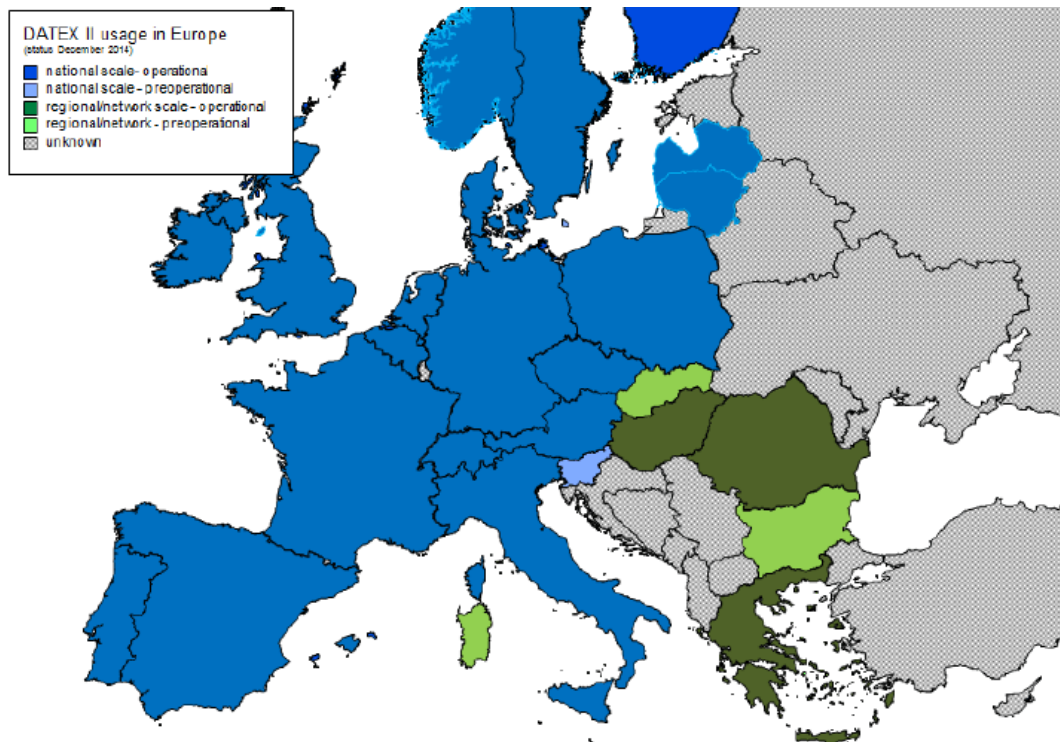 DATEX II usage in Europe
(status December 2014)
national scale- operational
national scale - preoperational
regional/network scale - operational
regional/network - preoperational
unknown